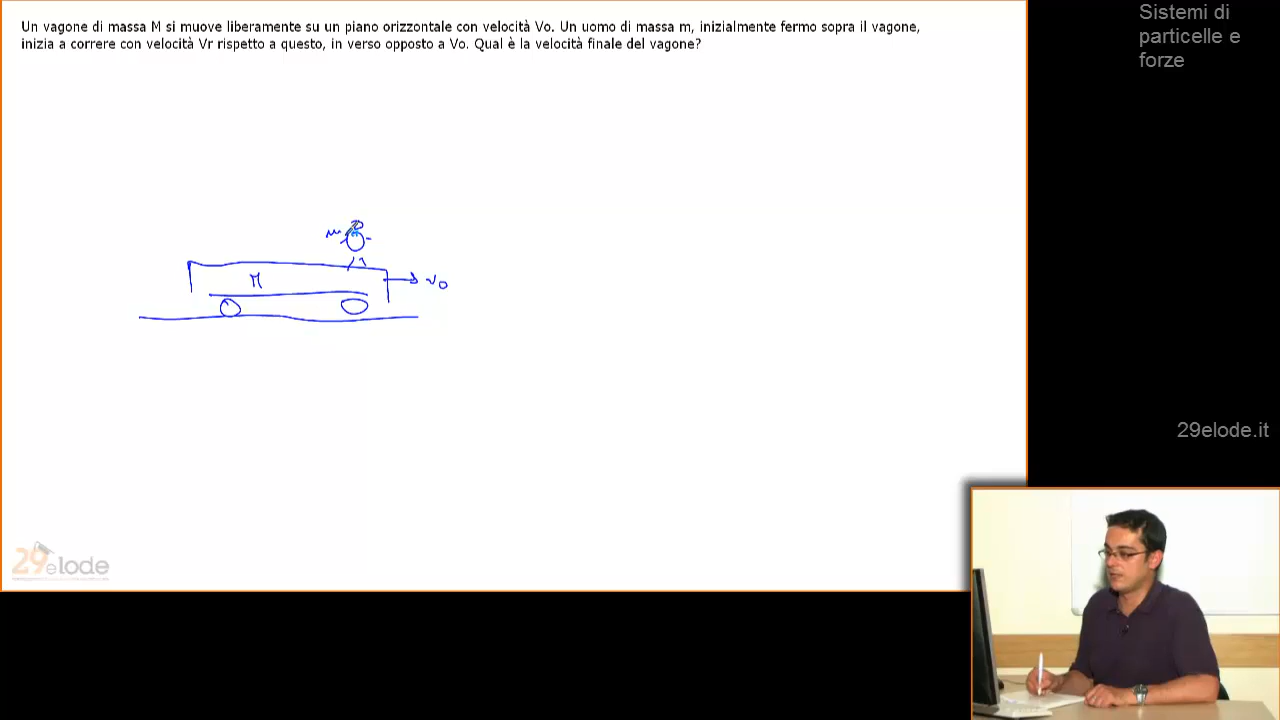 Un vagone di massa M si muove liberamente su un piano orizzontale con velocità Vo. Un uomo di massa m, inizialmente fermo sopra il vagone,
inizia a correre con velocità Vr rispetto a questo, in verso opposto a Vo. Qual è la velocità finale del vagone?
Sistemi di
particelle e
forze
m
M
v0
29elode.it
29elode